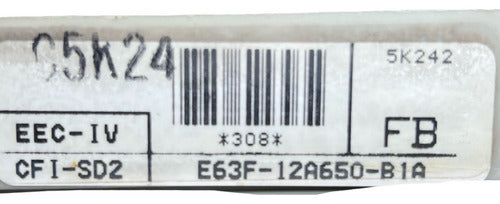 C5K24
5K242
*308*
EEC-IV
FB
CFI-SD2
E63F-12A650-B1A